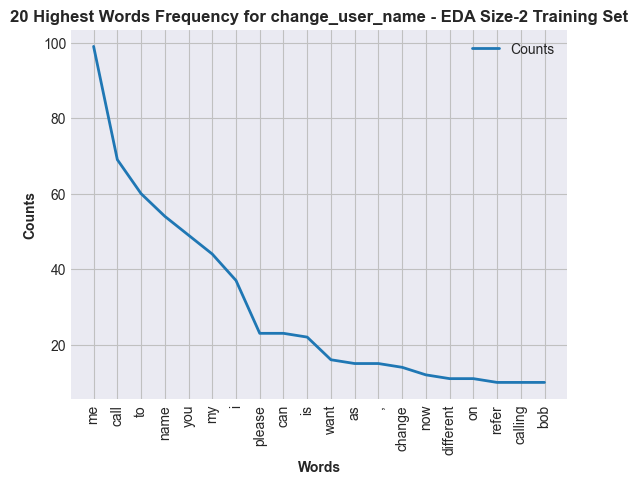 20 Highest Words Frequency for change_user_name - EDA Size-2 Training Set
Counts
100
80
60
40
20
Counts
me
call
to
name
you
my
i
please
can
is
want
as
,
change
now
different
on
refer
calling
bob
Words